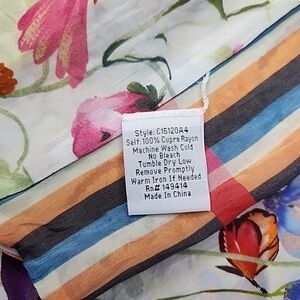 Style: C15120A4
Self: 100% Cupra Rayon
Machine Wash Cold
No Bleach
Tumble Dry Low
Remove Promptly
Warm Iron If Needed
Rn# 149414
Made In China